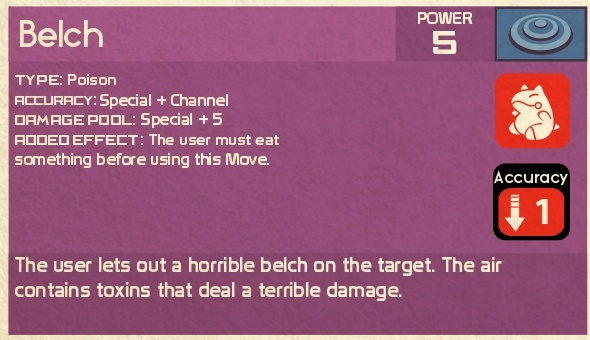 Belch
POWER
5
TYPE: Poison
ACCURACY: Special + Channel
DAMAGE POOL: Special + 5
ADDED EFFECT: The user must eat
something before using this Move.
Accuracy
1
The user lets out a horrible belch on the target. The air
contains toxins that deal a terrible damage.